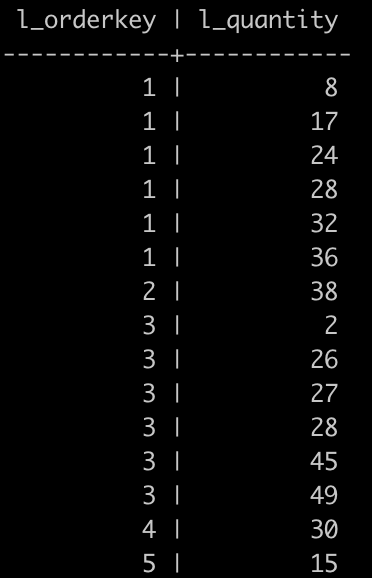 l_orderkey | l_quantity
------------+------------
          1 |          8
          1 |         17
          1 |         24
          1 |         28
          1 |         32
          1 |         36
          2 |         38
          3 |          2
          3 |         26
          3 |         27
          3 |         28
          3 |         45
          3 |         49
          4 |         30
          5 |         15